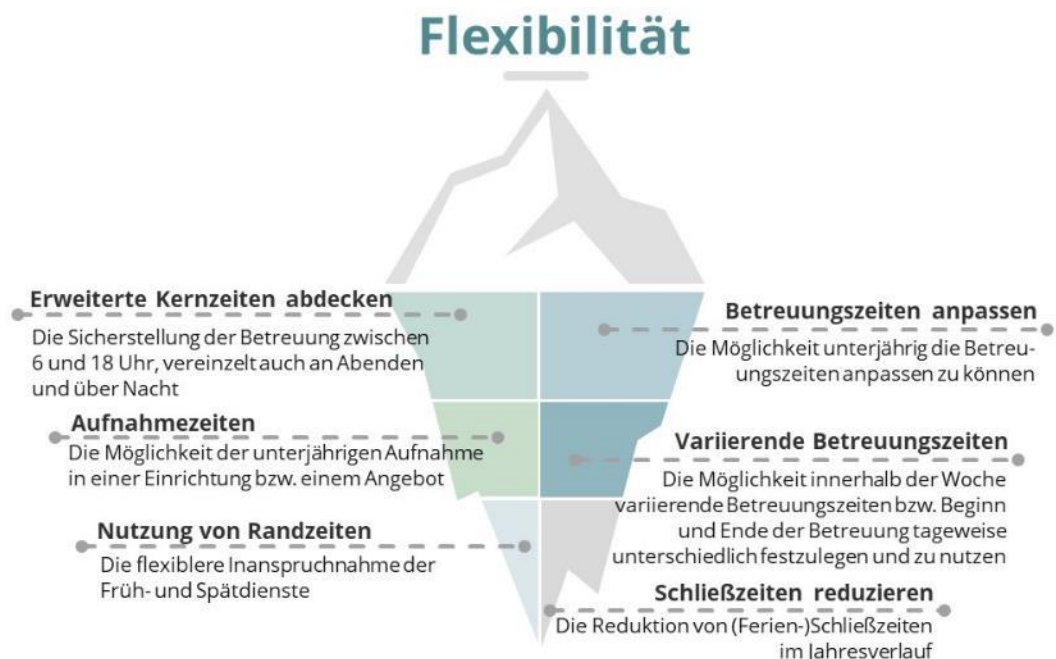 Flexibilität
Erweiterte Kernzeiten abdecken
Die Sicherstellung der Betreuung zwischen
6 und 18 Uhr, vereinzelt auch an Abenden
und über Nacht
Aufnahmezeiten
Die Möglichkeit der unterjährigen Aufnahme
in einer Einrichtung bzw. einem Angebot
Nutzung von Randzeiten
Die flexiblere Inanspruchnahme der
Früh- und Spätdienste
Betreuungszeiten anpassen
Die Möglichkeit unterjährig die Betreu-
ungszeiten anpassen zu können
Variierende Betreuungszeiten
Die Möglichkeit innerhalb der Woche
variierende Betreuungszeiten bzw. Beginn
und Ende der Betreuung tageweise
unterschiedlich festzulegen und zu nutzen
Schließzeiten reduzieren
Die Reduktion von (Ferien-)Schließzeiten
im Jahresverlauf